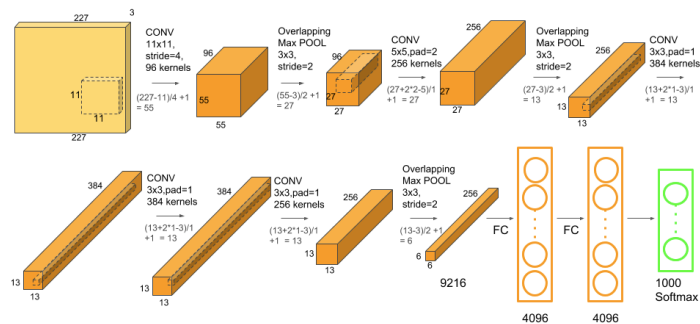 227
3
11
11
227
CONV
11x11,
stride=4,
96 kernels
(227-11)/4 +1
= 55
96
55
55
Overlapping
Max POOL
3x3,
stride=2
(55-3)/2 +1
= 27
96
27
27
CONV
5x5,pad=2
256 kernels
(27+2*2-5)/1
+1 = 27
256
27
27
Overlapping
Max POOL
3x3,
stride=2
(27-3)/2 +1
= 13
256
13
13
CONV
3x3,pad=1
384 kernels
(13+2*1-3)/1
+1 = 13
384
13
13
CONV
3x3,pad=1
384 kernels
(13+2*1-3)/1
+1 = 13
384
13
13
CONV
3x3,pad=1
256 kernels
(13+2*1-3)/1
+1 = 13
256
13
13
Overlapping
Max POOL
3x3,
stride=2
(13-3)/2 +1
= 6
256
6
6
9216
FC
4096
FC
4096
1000
Softmax